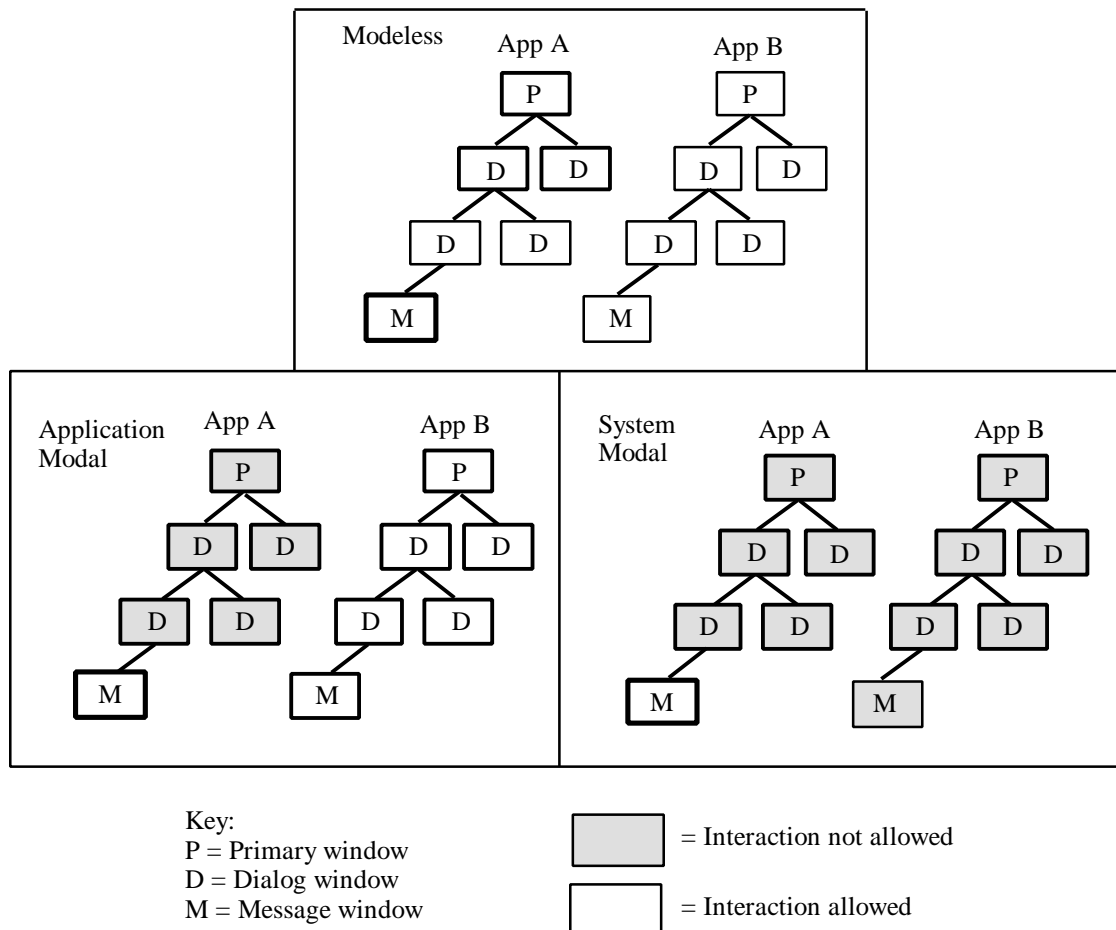 Modeless
App A App B
P P
D D D D
D D D D
M M
Application
Modal
App A App B
P P
D D D D
D D D D
M M
System
Modal
App A App B
P P
D D D D
D D D D
M M
Key:
P = Primary window
D = Dialog window
M = Message window
= Interaction not allowed
= Interaction allowed